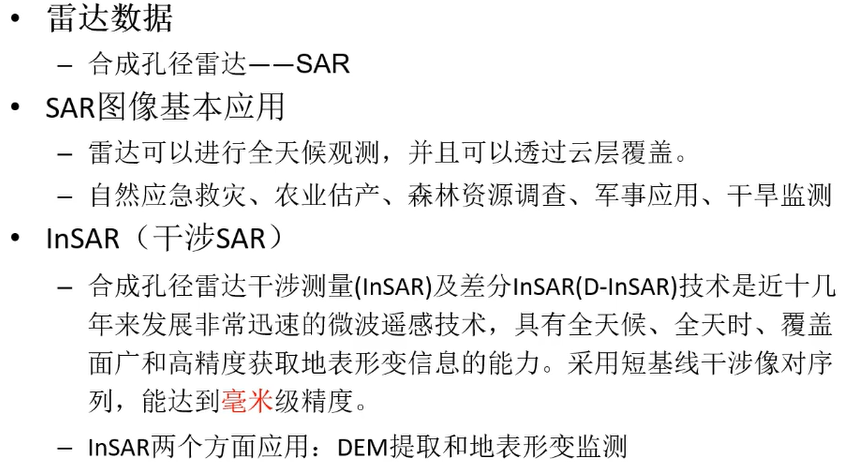 • 雷达数据
– 合成孔径雷达——SAR
• SAR图像基本应用
– 雷达可以进行全天候观测，并且可以透过云层覆盖。
– 自然应急救灾、农业估产、森林资源调查、军事应用、干旱监测
• InSAR（干涉SAR）
– 合成孔径雷达干涉测量(InSAR)及差分InSAR(D-InSAR)技术是近十几
年来发展非常迅速的微波遥感技术，具有全天候、全天时、覆盖
面广和高精度获取地表形变信息的能力。采用短基线干涉像对序
列，能达到毫米级精度。
– InSAR两个方面应用：DEM提取和地表形变监测